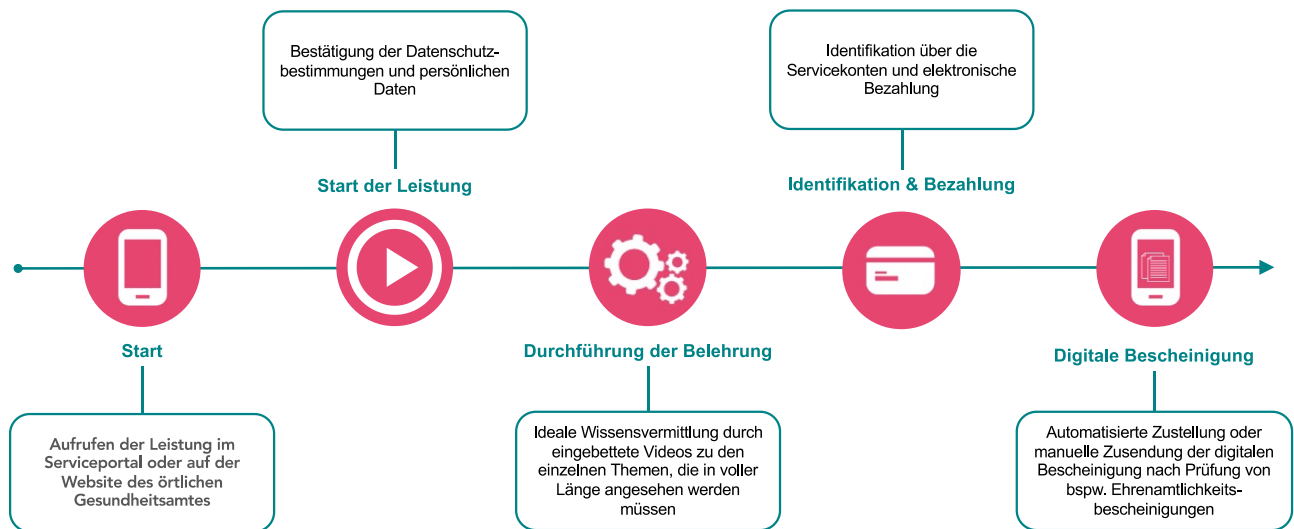 Bestätigung der Datenschutz-
bestimmungen und persönlichen
Daten
Identifikation über die
Servicekonten und elektronische
Bezahlung
Start der Leistung
Identifikation & Bezahlung
Start
Durchführung der Belehrung
Digitale Bescheinigung
Aufrufen der Leistung im
Serviceportal oder auf der
Website des örtlichen
Gesundheitsamtes
Ideale Wissensvermittlung durch
eingebettete Videos zu den
einzelnen Themen, die in voller
Länge angesehen werden
müssen
Automatisierte Zustellung oder
manuelle Zusendung der digitalen
Bescheinigung nach Prüfung von
bspw. Ehrenamtlichkeits-
bescheinigungen